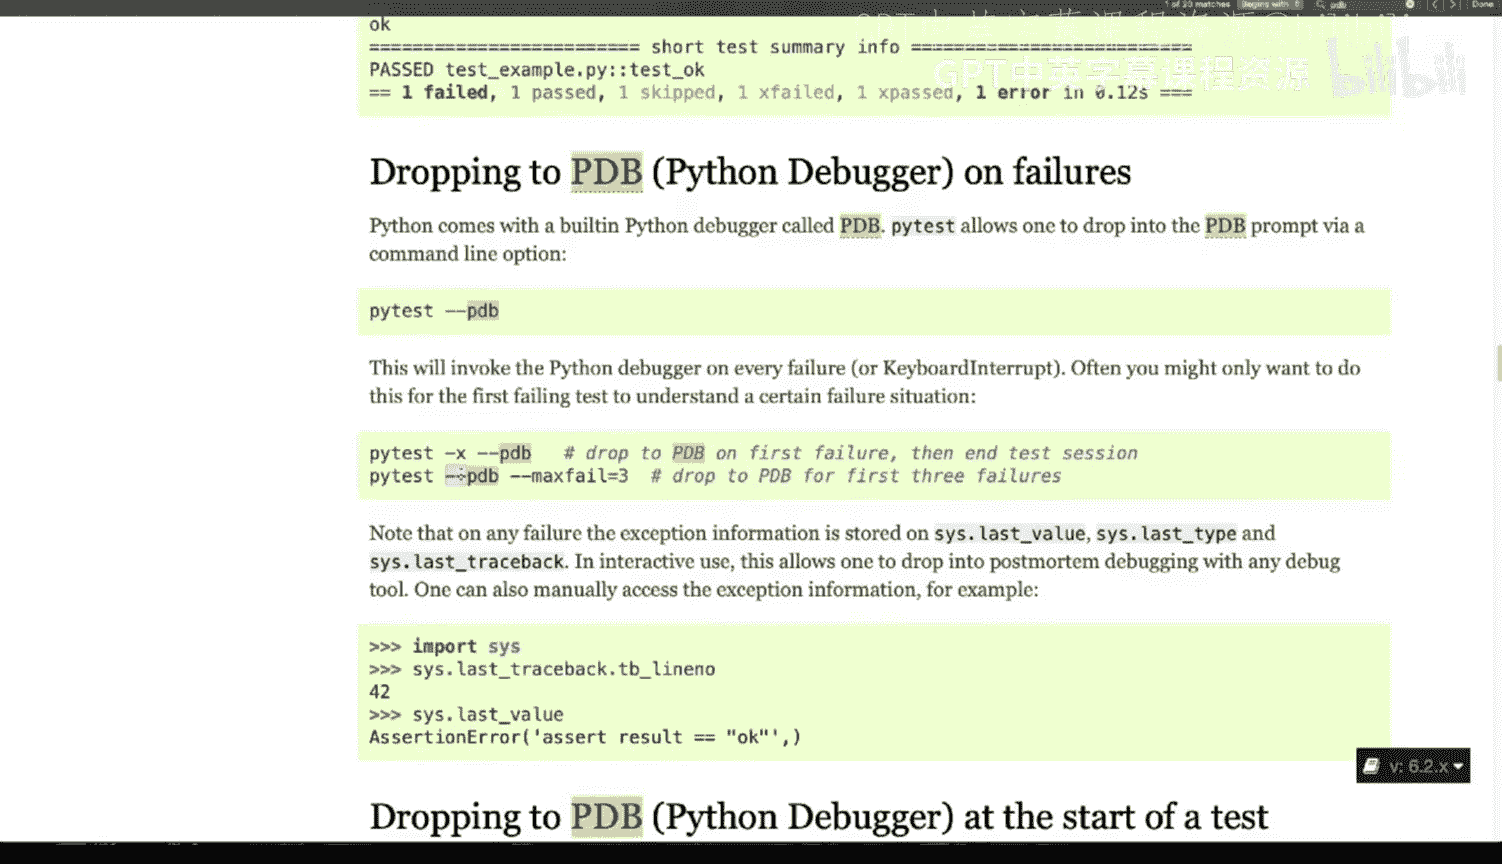 1 of 23 matches Begins with pdb Done
ok
======================== short test summary info =========================
PASSED test_example.py::test_ok
== 1 failed, 1 passed, 1 skipped, 1 xfailed, 1 xpassed, 1 error in 0.12s ===
GPT中英字幕课程资源 bilibili
Dropping to PDB (Python Debugger) on failures
Python comes with a builtin Python debugger called PDB. pytest allows one to drop into the PDB prompt via a
command line option:
pytest --pdb
This will invoke the Python debugger on every failure (or KeyboardInterrupt). Often you might only want to do
this for the first failing test to understand a certain failure situation:
pytest -x --pdb   # drop to PDB on first failure, then end test session
pytest --pdb --maxfail=3  # drop to PDB for first three failures
Note that on any failure the exception information is stored on sys.last_value, sys.last_type and
sys.last_traceback. In interactive use, this allows one to drop into postmortem debugging with any debug
tool. One can also manually access the exception information, for example:
>>> import sys
>>> sys.last_traceback.tb_lineno
42
>>> sys.last_value
AssertionError('assert result == "ok"',)
v: 6.2.x
Dropping to PDB (Python Debugger) at the start of a test